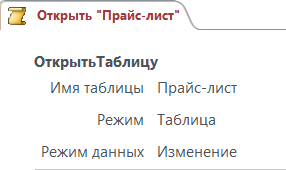 Открыть "Прайс-лист"
ОткрытьТаблицу
Имя таблицы Прайс-лист
Режим Таблица
Режим данных Изменение